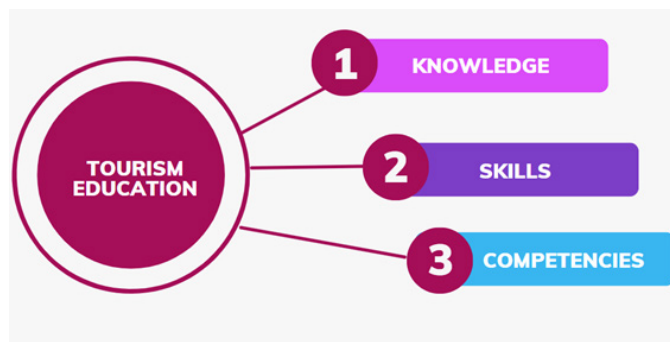 TOURISM
EDUCATION
1 KNOWLEDGE
2 SKILLS
3 COMPETENCIES